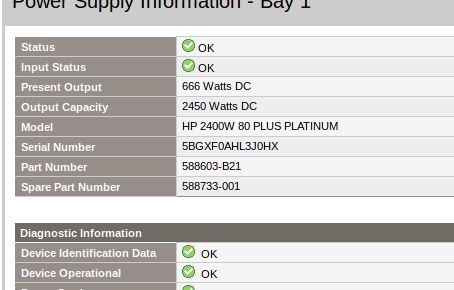 Power Supply Information - Bay 1
Status OK
Input Status OK
Present Output 666 Watts DC
Output Capacity 2450 Watts DC
Model HP 2400W 80 PLUS PLATINUM
Serial Number 5BGXF0AHL3J0HX
Part Number 588603-B21
Spare Part Number 588733-001
Diagnostic Information
Device Identification Data OK
Device Operational OK